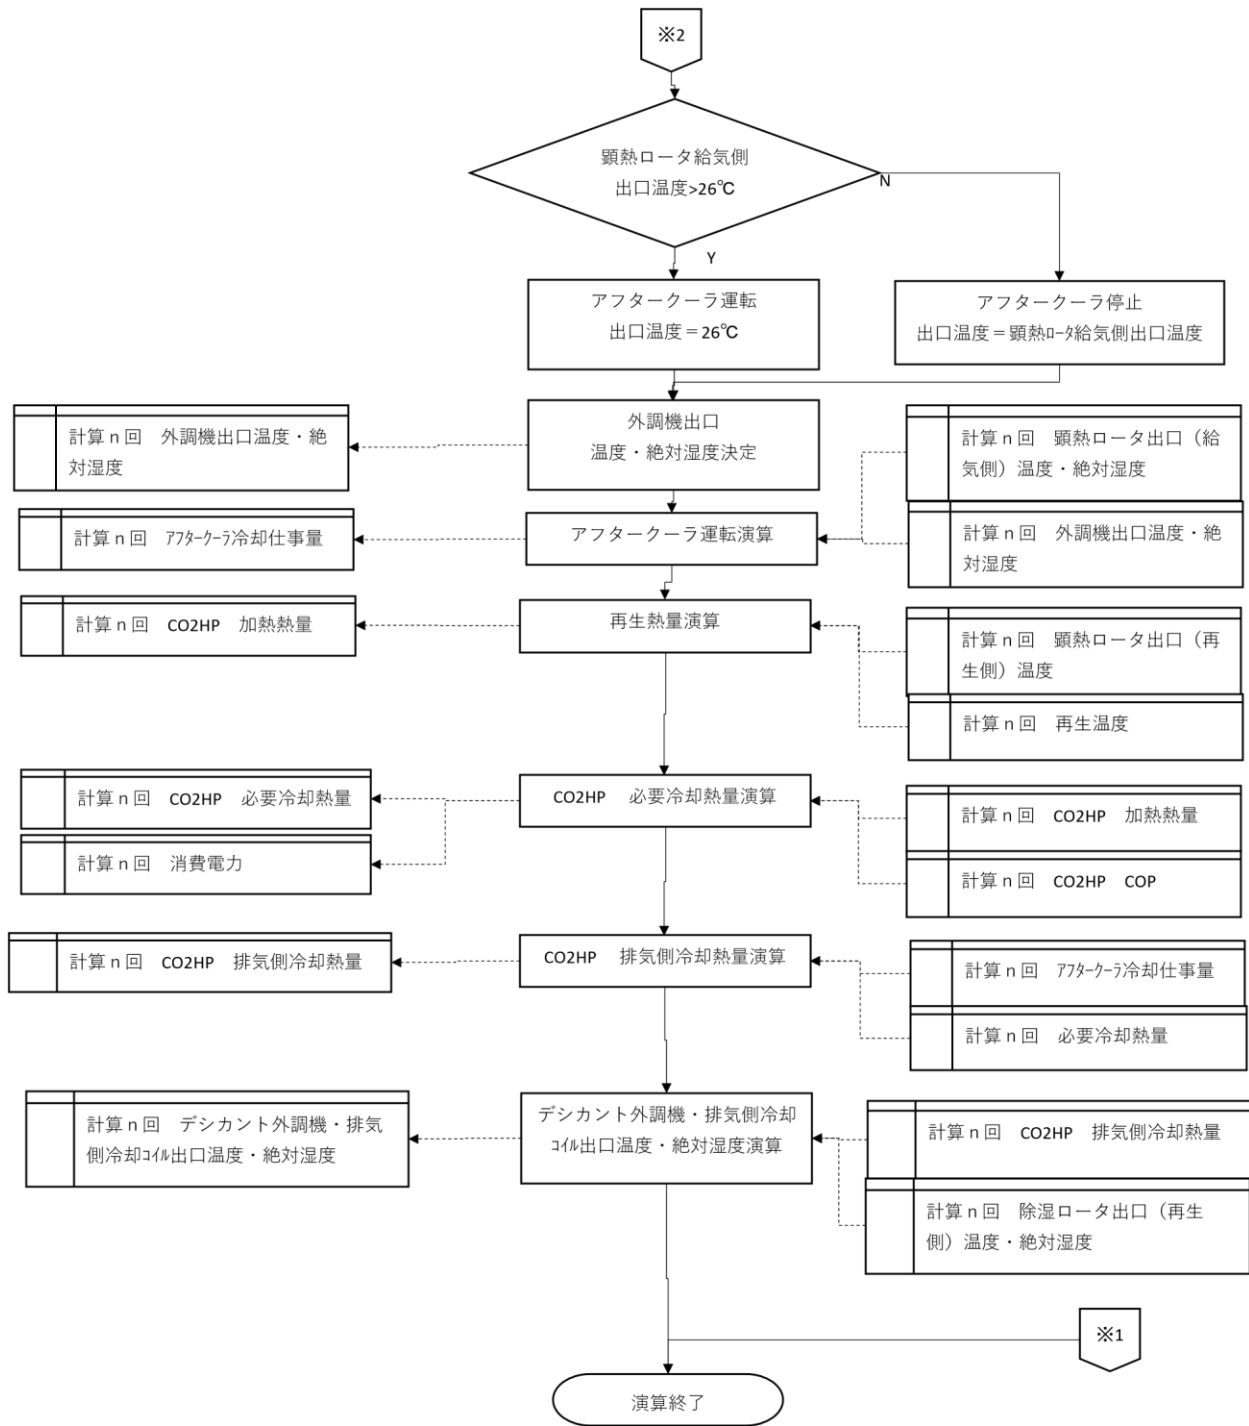 ※2
顕熱ロータ給気側
出口温度>26℃
N
Y
アフタークーラ運転
出口温度＝26℃
アフタークーラ停止
出口温度＝顕熱ﾛｰﾀ給気側出口温度
外調機出口
温度・絶対湿度決定
計算ｎ回　外調機出口温度・絶
対湿度
計算ｎ回　顕熱ロータ出口（給
気側）温度・絶対湿度
アフタークーラ運転演算
計算ｎ回　ｱﾌﾀｰｸｰﾗ冷却仕事量
計算ｎ回　外調機出口温度・絶
対湿度
再生熱量演算
計算ｎ回　CO2HP　加熱熱量
計算ｎ回　顕熱ロータ出口（再
生側）温度
計算ｎ回　再生温度
CO2HP　必要冷却熱量演算
計算ｎ回　CO2HP　必要冷却熱量
計算ｎ回　消費電力
計算ｎ回　CO2HP　加熱熱量
計算ｎ回　CO2HP　COP
CO2HP　排気側冷却熱量演算
計算ｎ回　CO2HP　排気側冷却熱量
計算ｎ回　ｱﾌﾀｰｸｰﾗ冷却仕事量
計算ｎ回　必要冷却熱量
デシカント外調機・排気側冷却
ｺｲﾙ出口温度・絶対湿度演算
計算ｎ回　デシカント外調機・排気
側冷却ｺｲﾙ出口温度・絶対湿度
計算ｎ回　CO2HP　排気側冷却熱量
計算ｎ回　除湿ロータ出口（再生
側）温度・絶対湿度
※1
演算終了